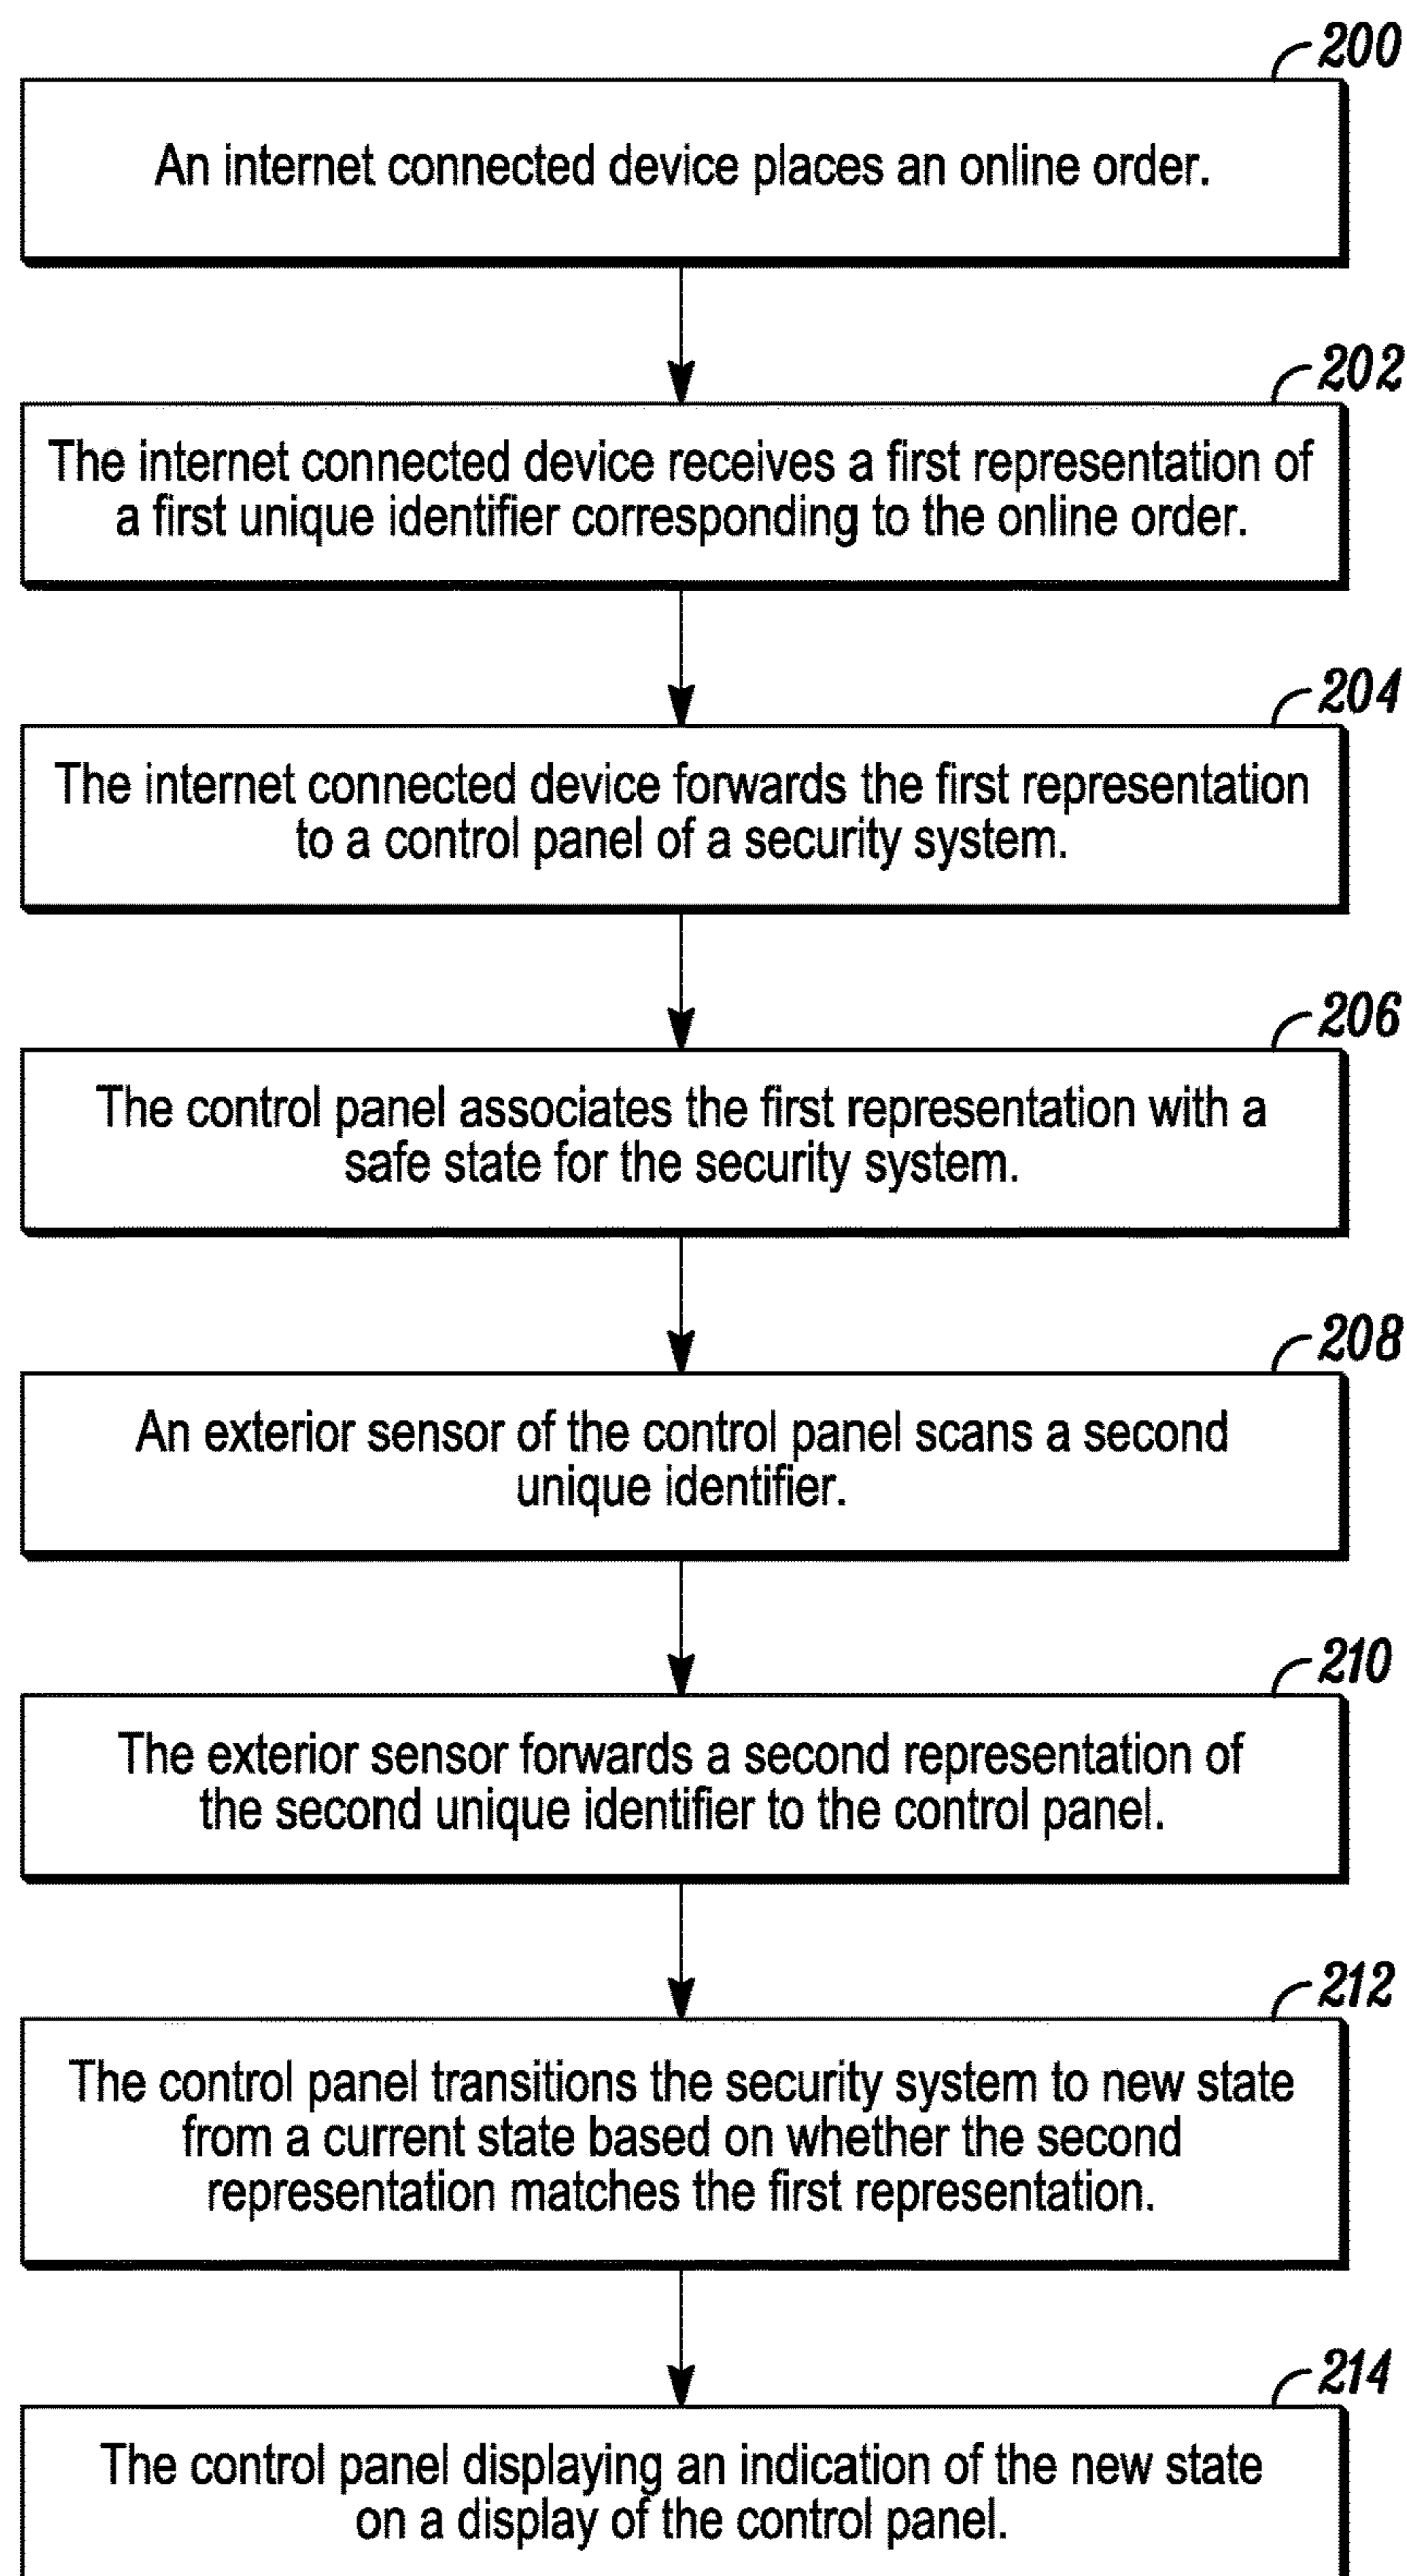 200
An internet connected device places an online order.
202
The internet connected device receives a first representation of
a first unique identifier corresponding to the online order.
204
The internet connected device forwards the first representation
to a control panel of a security system.
206
The control panel associates the first representation with a
safe state for the security system.
208
An exterior sensor of the control panel scans a second
unique identifier.
210
The exterior sensor forwards a second representation of
the second unique identifier to the control panel.
212
The control panel transitions the security system to new state
from a current state based on whether the second
representation matches the first representation.
214
The control panel displaying an indication of the new state
on a display of the control panel.